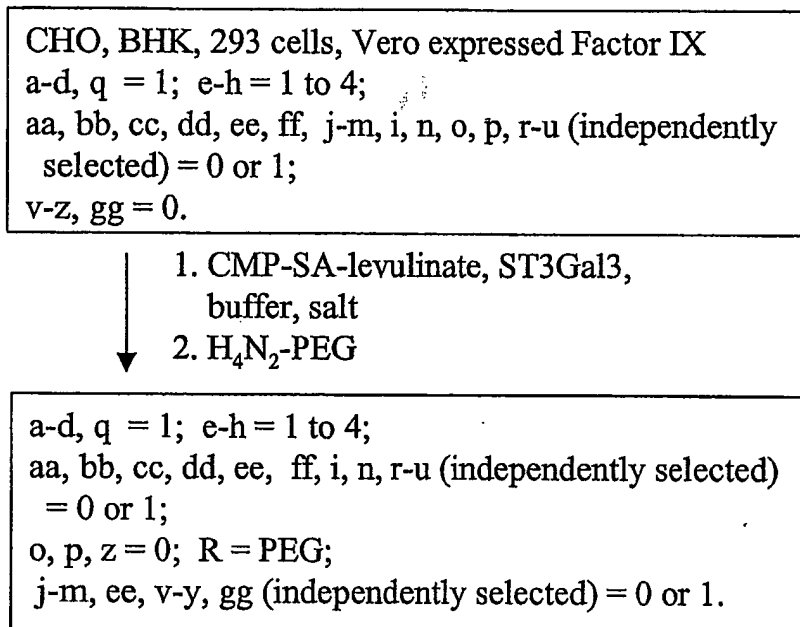 CHO, BHK, 293 cells, Vero expressed Factor IX
a-d, q = 1; e-h = 1 to 4;
aa, bb, cc, dd, ee, ff, j-m, i, n, o, p, r-u (independently
selected) = 0 or 1;
v-z, gg = 0.
1. CMP-SA-levulinate, ST3Gal3,
buffer, salt
2. H₄N₂-PEG
a-d, q = 1; e-h = 1 to 4;
aa, bb, cc, dd, ee, ff, i, n, r-u (independently selected)
= 0 or 1;
o, p, z = 0; R = PEG;
j-m, ee, v-y, gg (independently selected) = 0 or 1.